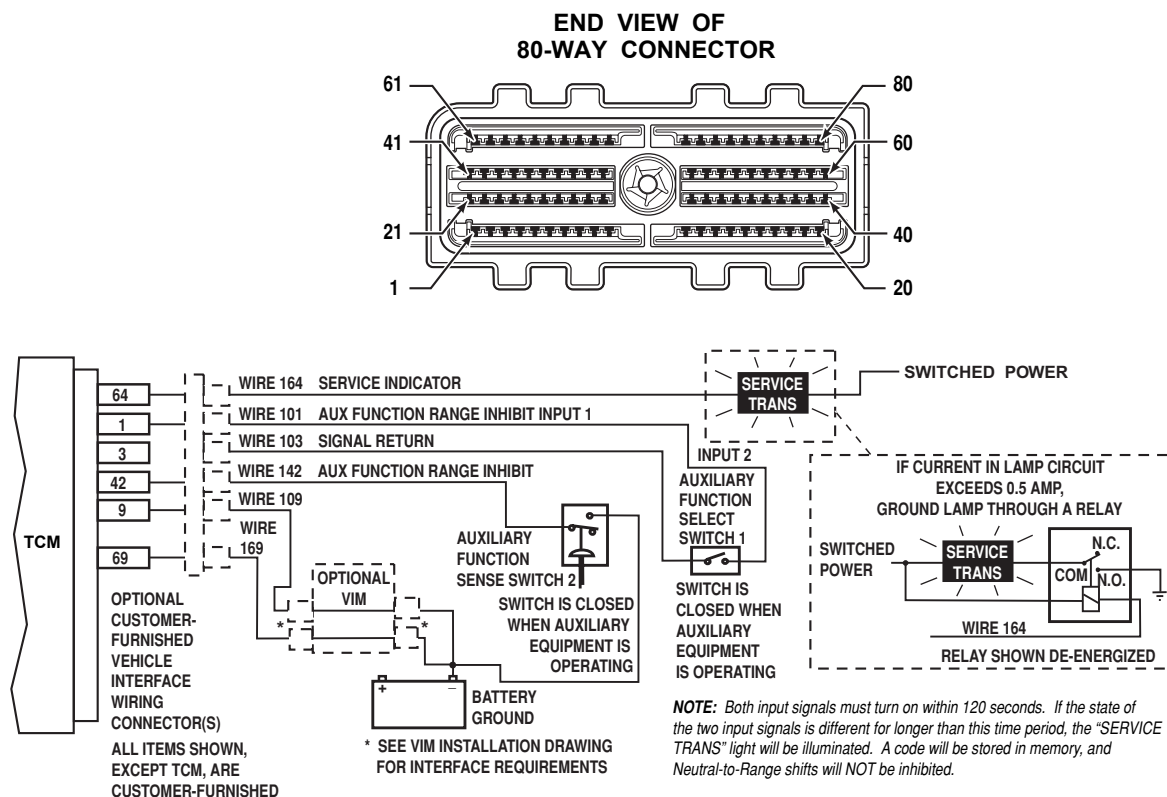 END VIEW OF
80-WAY CONNECTOR
61
80
41
60
21
40
1
20
TCM
64
1
3
42
9
69
WIRE 164 SERVICE INDICATOR
WIRE 101 AUX FUNCTION RANGE INHIBIT INPUT 1
WIRE 103 SIGNAL RETURN
WIRE 142 AUX FUNCTION RANGE INHIBIT
WIRE 109
WIRE
169
SERVICE
TRANS
SWITCHED POWER
INPUT 2
AUXILIARY
FUNCTION
SELECT
SWITCH 1
SWITCH IS
CLOSED WHEN
AUXILIARY
EQUIPMENT
IS OPERATING
AUXILIARY
FUNCTION
SENSE SWITCH 2
SWITCH IS CLOSED
WHEN AUXILIARY
EQUIPMENT IS
OPERATING
OPTIONAL
VIM
*
*
OPTIONAL
CUSTOMER-
FURNISHED
VEHICLE
INTERFACE
WIRING
CONNECTOR(S)
ALL ITEMS SHOWN,
EXCEPT TCM, ARE
CUSTOMER-FURNISHED
+
–
BATTERY
GROUND
* SEE VIM INSTALLATION DRAWING
FOR INTERFACE REQUIREMENTS
IF CURRENT IN LAMP CIRCUIT
EXCEEDS 0.5 AMP,
GROUND LAMP THROUGH A RELAY
SWITCHED
POWER
SERVICE
TRANS
N.C.
COM
N.O.
WIRE 164
RELAY SHOWN DE-ENERGIZED
NOTE: Both input signals must turn on within 120 seconds. If the state of
the two input signals is different for longer than this time period, the “SERVICE
TRANS” light will be illuminated. A code will be stored in memory, and
Neutral-to-Range shifts will NOT be inhibited.